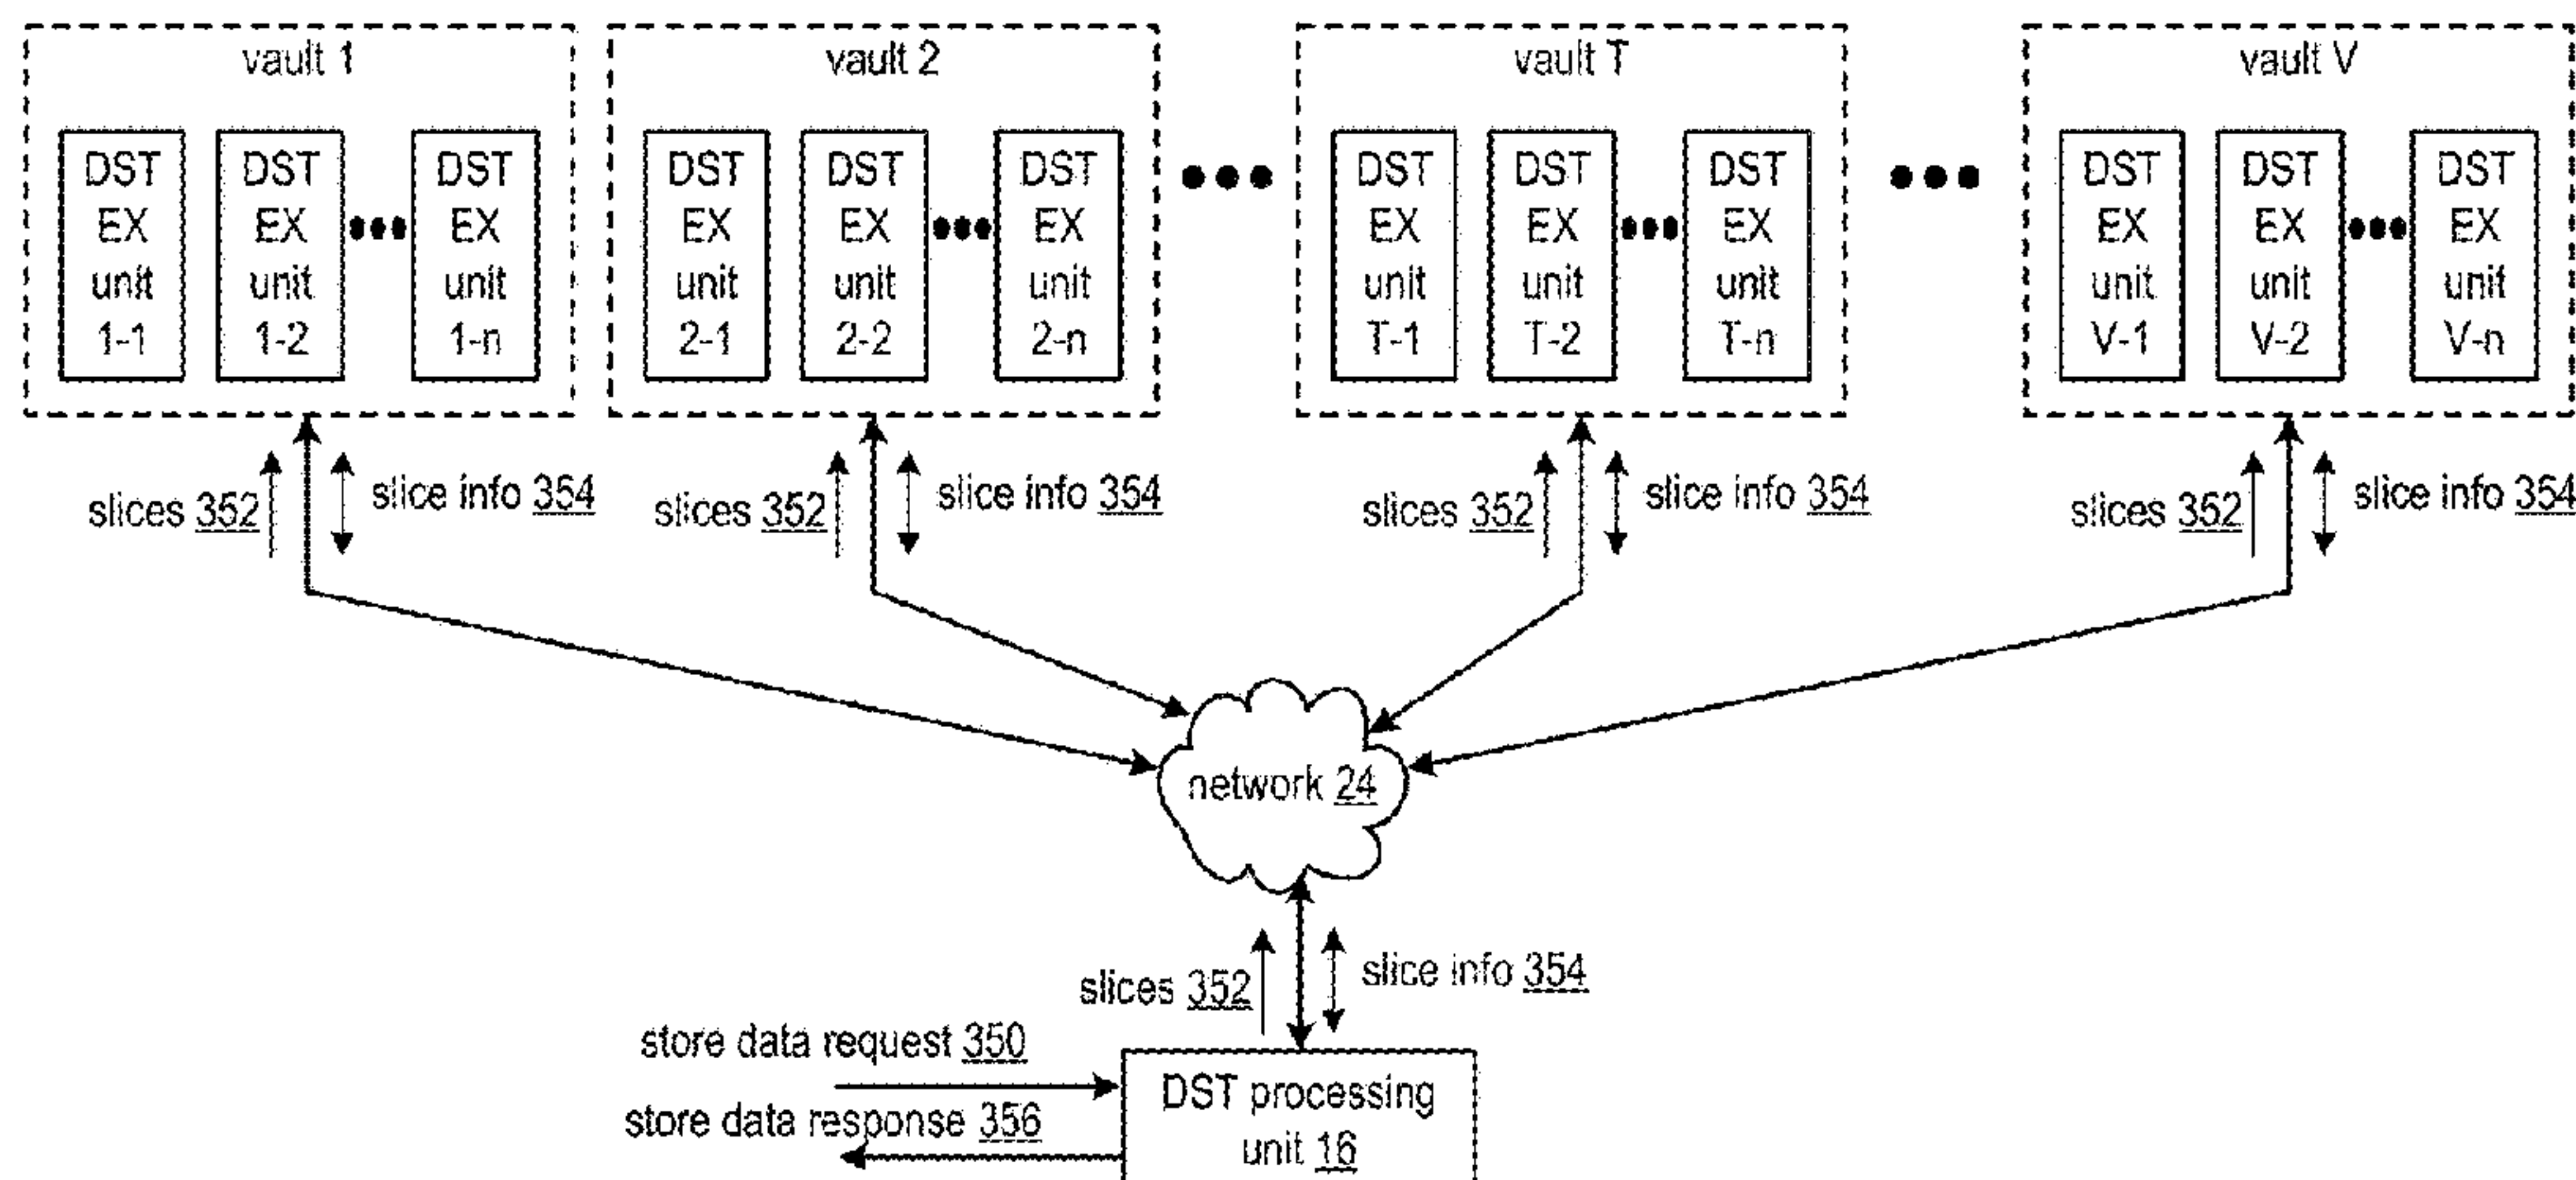 vault 1
vault 2
vault T
vault V
DST EX unit 1-1
DST EX unit 1-2
DST EX unit 1-n
DST EX unit 2-1
DST EX unit 2-2
DST EX unit 2-n
DST EX unit T-1
DST EX unit T-2
DST EX unit T-n
DST EX unit V-1
DST EX unit V-2
DST EX unit V-n
slices 352
slice info 354
slices 352
slice info 354
slices 352
slice info 354
slices 352
slice info 354
network 24
slices 352
slice info 354
store data request 350
store data response 356
DST processing
unit 16